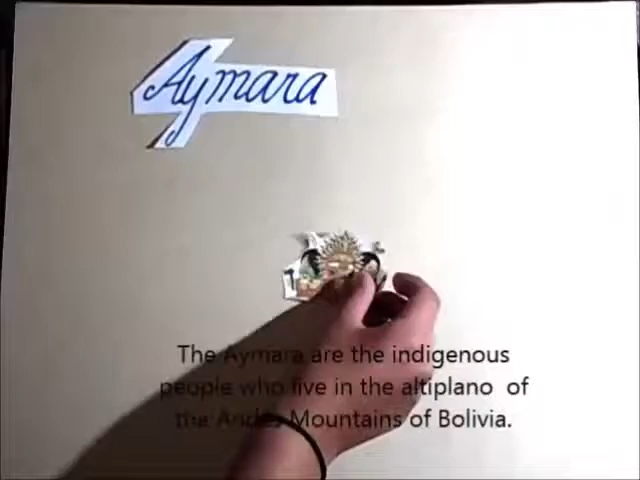 Aymara
The Aymara are the indigenous
people who live in the altiplano of
the Andes Mountains of Bolivia.